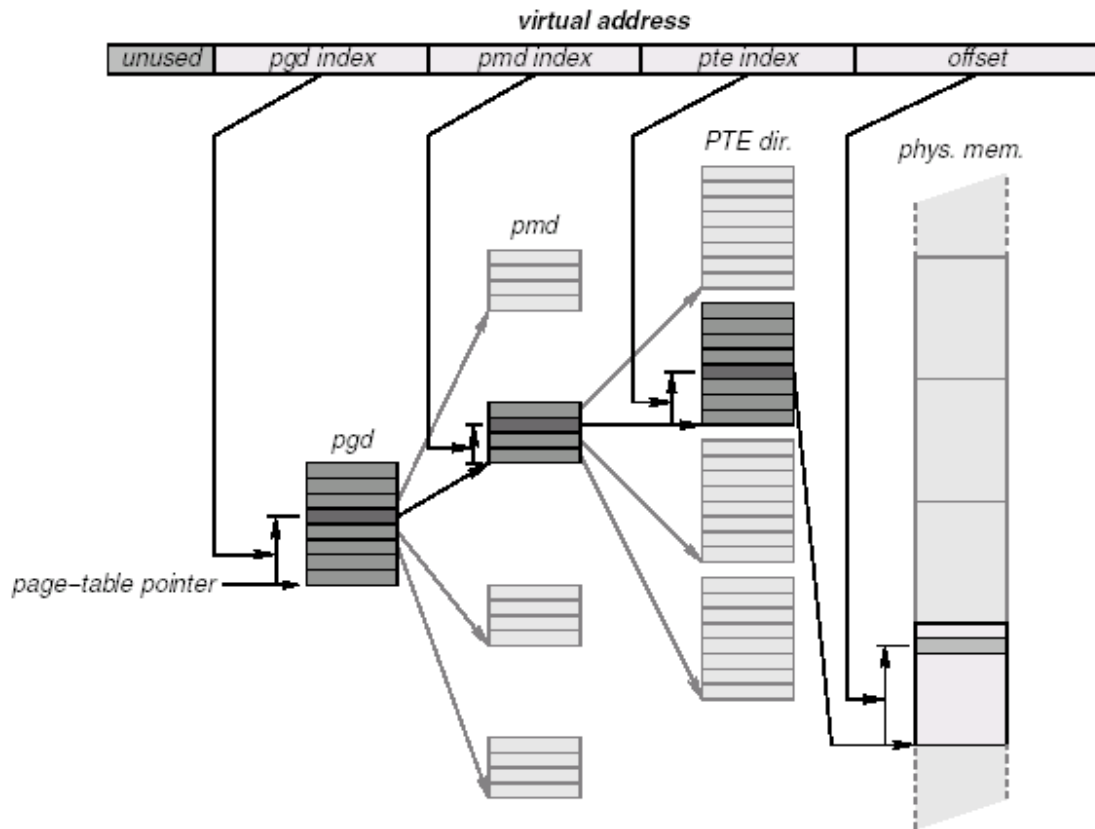 virtual address
unused pgd index pmd index pte index offset
PTE dir.
phys. mem.
pmd
pgd
page-table pointer